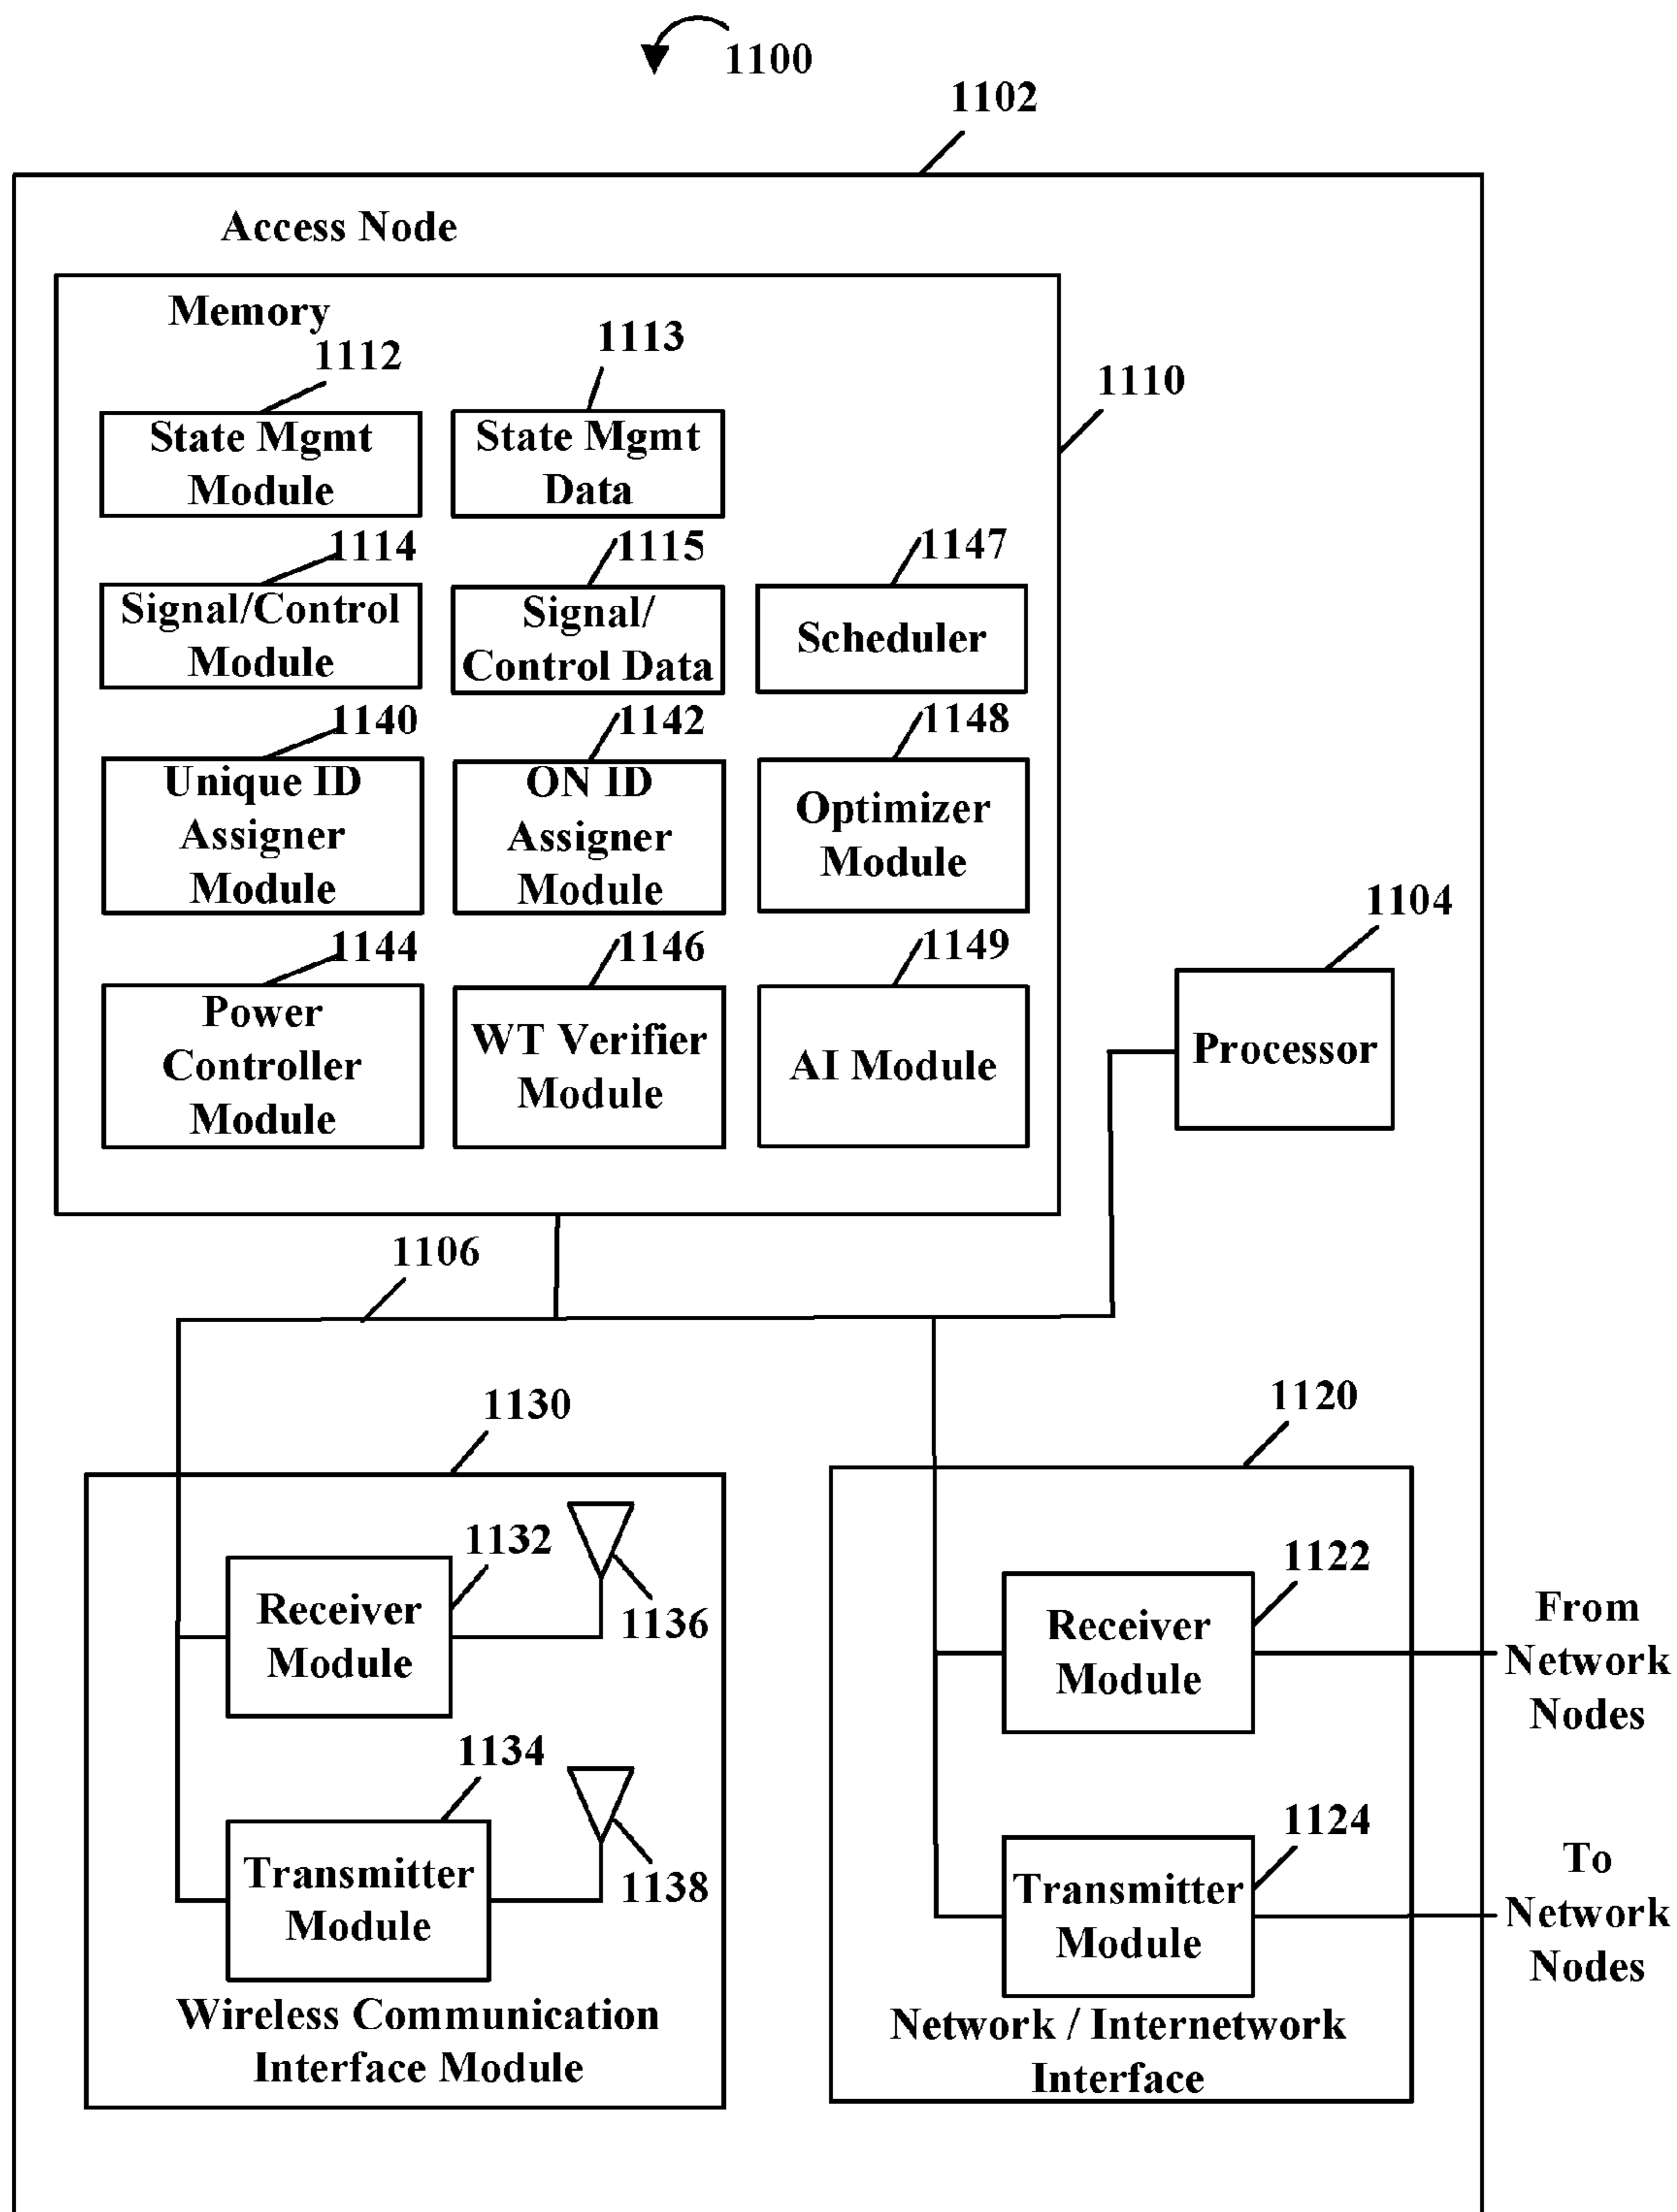 1100
1102
Access Node
Memory
1112
1113
1110
State Mgmt
Module
State Mgmt
Data
1114
1115
1147
Signal/Control
Module
Signal/
Control Data
Scheduler
1140
1142
1148
Unique ID
Assigner
Module
ON ID
Assigner
Module
Optimizer
Module
1104
1144
1146
1149
Power
Controller
Module
WT Verifier
Module
AI Module
Processor
1106
1130
1120
1132
1136
Receiver
Module
1122
Receiver
Module
From
Network
Nodes
1134
1138
Transmitter
Module
1124
Transmitter
Module
To
Network
Nodes
Wireless Communication
Interface Module
Network / Internetwork
Interface